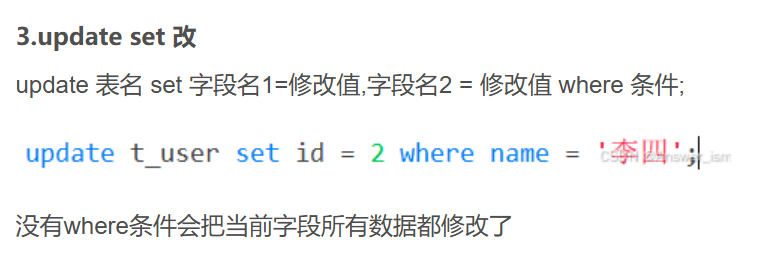 3.update set 改
update 表名 set 字段名1=修改值,字段名2 = 修改值 where 条件;
update t_user set id = 2 where name = '李四';
没有where条件会把当前字段所有数据都修改了